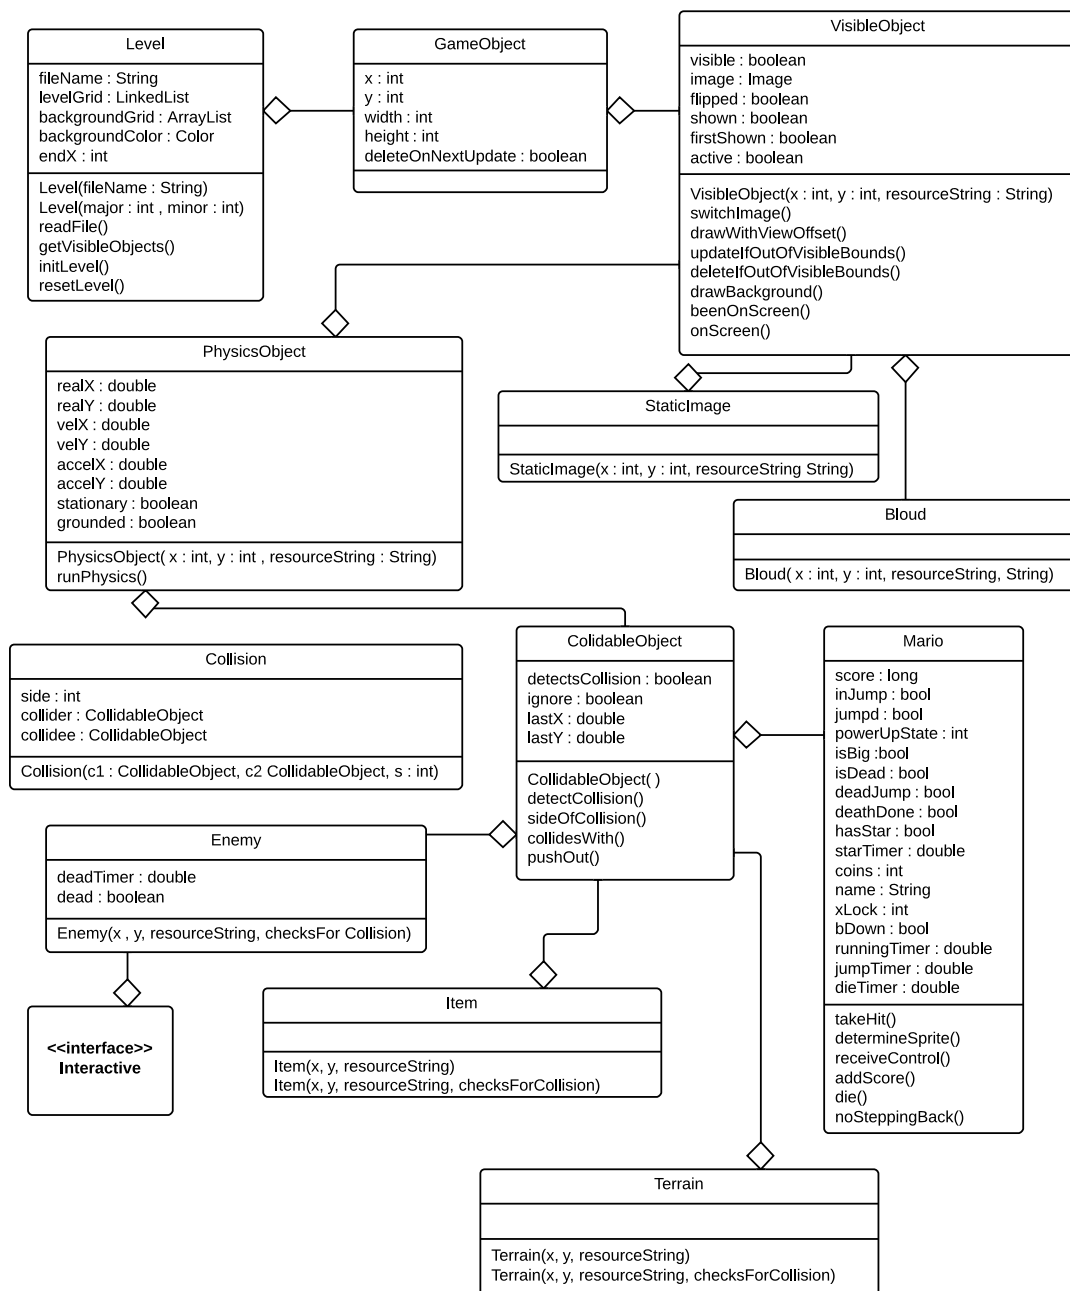 Level
fileName : String
levelGrid : LinkedList
backgroundGrid : ArrayList
backgroundColor : Color
endX : int
Level(fileName : String)
Level(major : int , minor : int)
readFile()
getVisibleObjects()
initLevel()
resetLevel()
GameObject
x : int
y : int
width : int
height : int
deleteOnNextUpdate : boolean
VisibleObject
visible : boolean
image : Image
flipped : boolean
shown : boolean
firstShown : boolean
active : boolean
VisibleObject(x : int, y : int, resourceString : String)
switchImage()
drawWithViewOffset()
updateIfOutOfVisibleBounds()
deleteIfOutOfVisibleBounds()
drawBackground()
beenOnScreen()
onScreen()
PhysicsObject
realX : double
realY : double
velX : double
velY : double
accelX : double
accelY : double
stationary : boolean
grounded : boolean
PhysicsObject( x : int, y : int , resourceString : String)
runPhysics()
StaticImage
StaticImage(x : int, y : int, resourceString String)
Bloud
Bloud( x : int, y : int, resourceString, String)
Collision
side : int
collider : CollidableObject
collidee : CollidableObject
Collision(c1 : CollidableObject, c2 CollidableObject, s : int)
ColidableObject
detectsCollision : boolean
ignore : boolean
lastX : double
lastY : double
CollidableObject( )
detectCollision()
sideOfCollision()
collidesWith()
pushOut()
Mario
score : long
inJump : bool
jumpd : bool
powerUpState : int
isBig :bool
isDead : bool
deadJump : bool
deathDone : bool
hasStar : bool
starTimer : double
coins : int
name : String
xLock : int
bDown : bool
runningTimer : double
jumpTimer : double
dieTimer : double
takeHit()
determineSprite()
receiveControl()
addScore()
die()
noSteppingBack()
Enemy
deadTimer : double
dead : boolean
Enemy(x , y, resourceString, checksFor Collision)
<<interface>>
Interactive
Item
Item(x, y, resourceString)
Item(x, y, resourceString, checksForCollision)
Terrain
Terrain(x, y, resourceString)
Terrain(x, y, resourceString, checksForCollision)